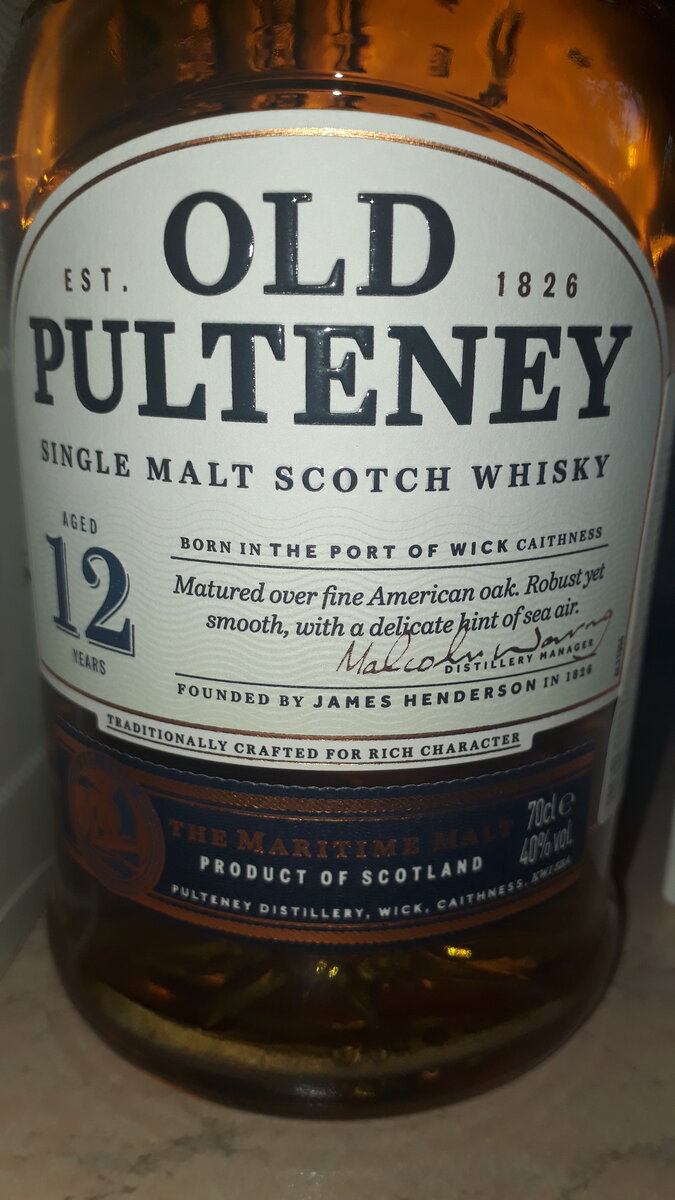 OLD
EST. 1826
PULTENEY
SINGLE MALT SCOTCH WHISKY
AGED
12
YEARS
BORN IN THE PORT OF WICK CAITHNESS
Matured over fine American oak. Robust yet
smooth, with a delicate hint of sea air.
Malcolm Waring
DISTILLERY MANAGER
FOUNDED BY JAMES HENDERSON IN 1826
TRADITIONALLY CRAFTED FOR RICH CHARACTER
THE MARITIME MALT
PRODUCT OF SCOTLAND
70cl e
40% vol.
PULTENEY DISTILLERY, WICK, CAITHNESS,